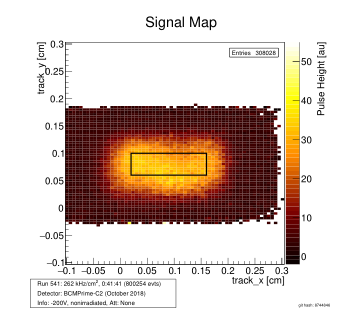 Signal Map
track_y [cm]
Pulse Height [au]
Entries 308028
0.3
0.25
0.2
0.15
0.1
0.05
0
−0.05
−0.1
50
40
30
20
10
0
−0.1 −0.05 0 0.05 0.1 0.15 0.2 0.25 0.3
track_x [cm]
Run 541: 262 kHz/cm², 0:41:41 (800254 evts)
Detector: BCMPrime-C2 (October 2018)
Info: -200V, nonirradiated, Att: None